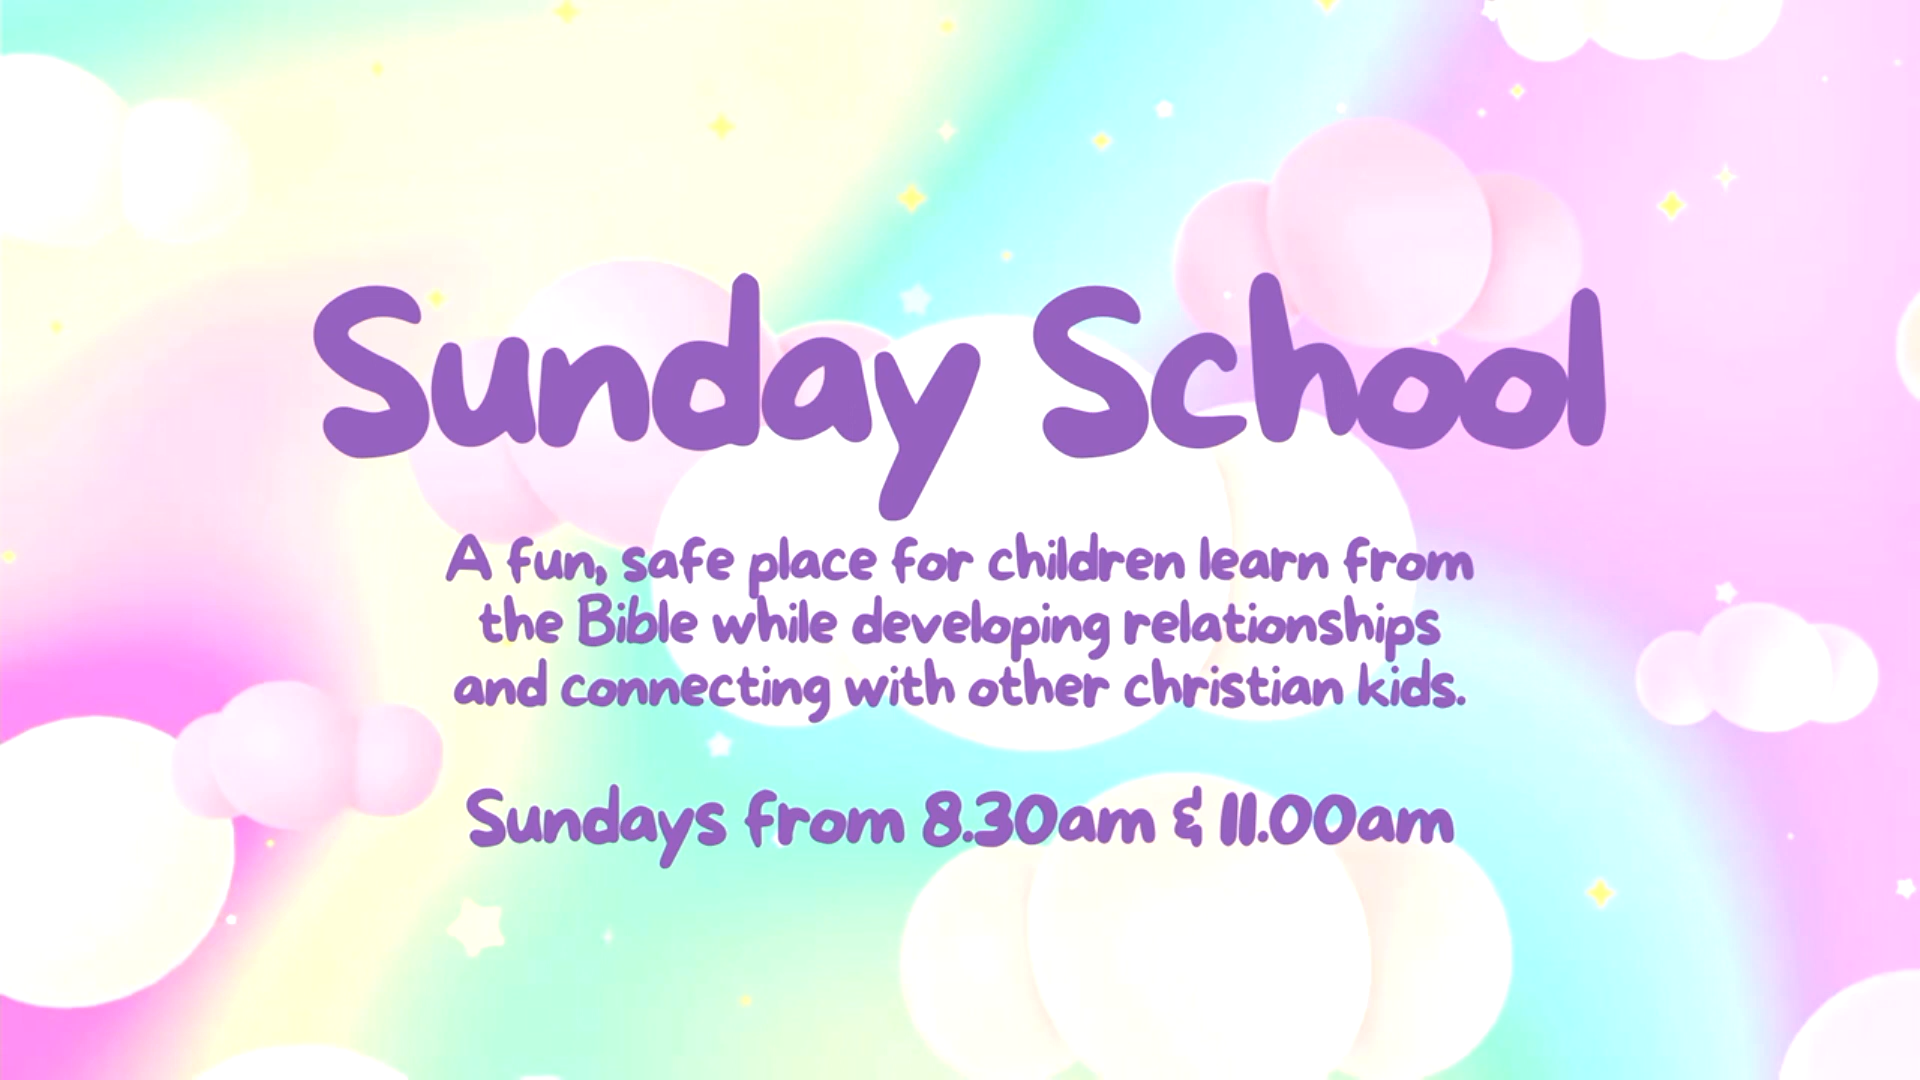 Sunday School
A fun, safe place for children learn from
the Bible while developing relationships
and connecting with other christian kids.
Sundays from 8.30am & 11.00am